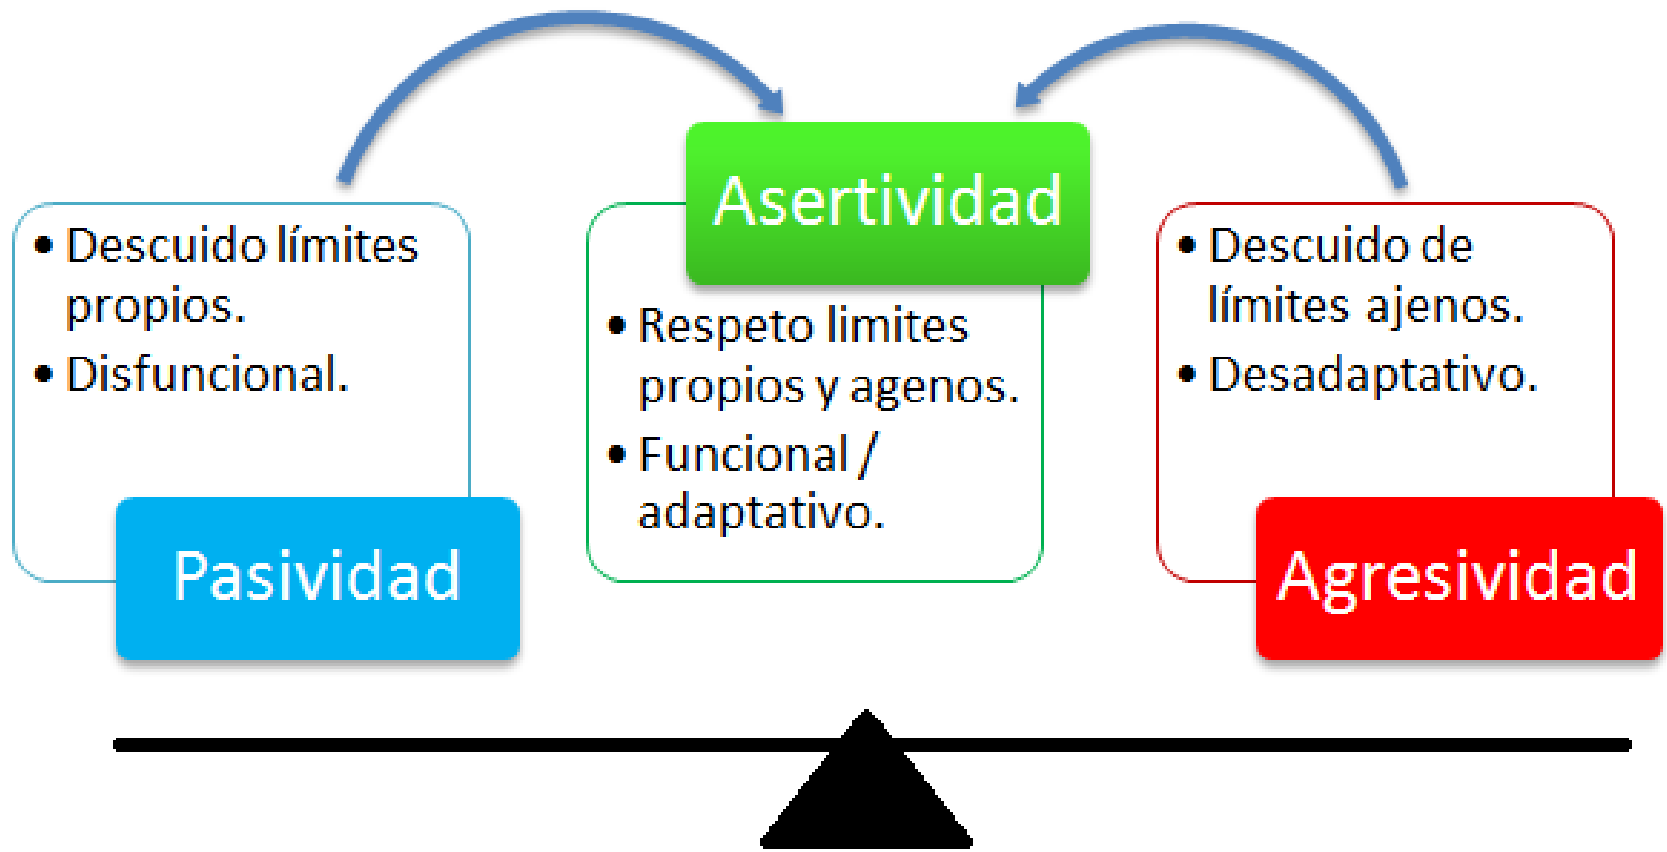 • Descuido límites
propios.
• Disfuncional.
Pasividad
Asertividad
• Respeto limites
propios y agenos.
• Funcional /
adaptativo.
• Descuido de
límites ajenos.
• Desadaptativo.
Agresividad